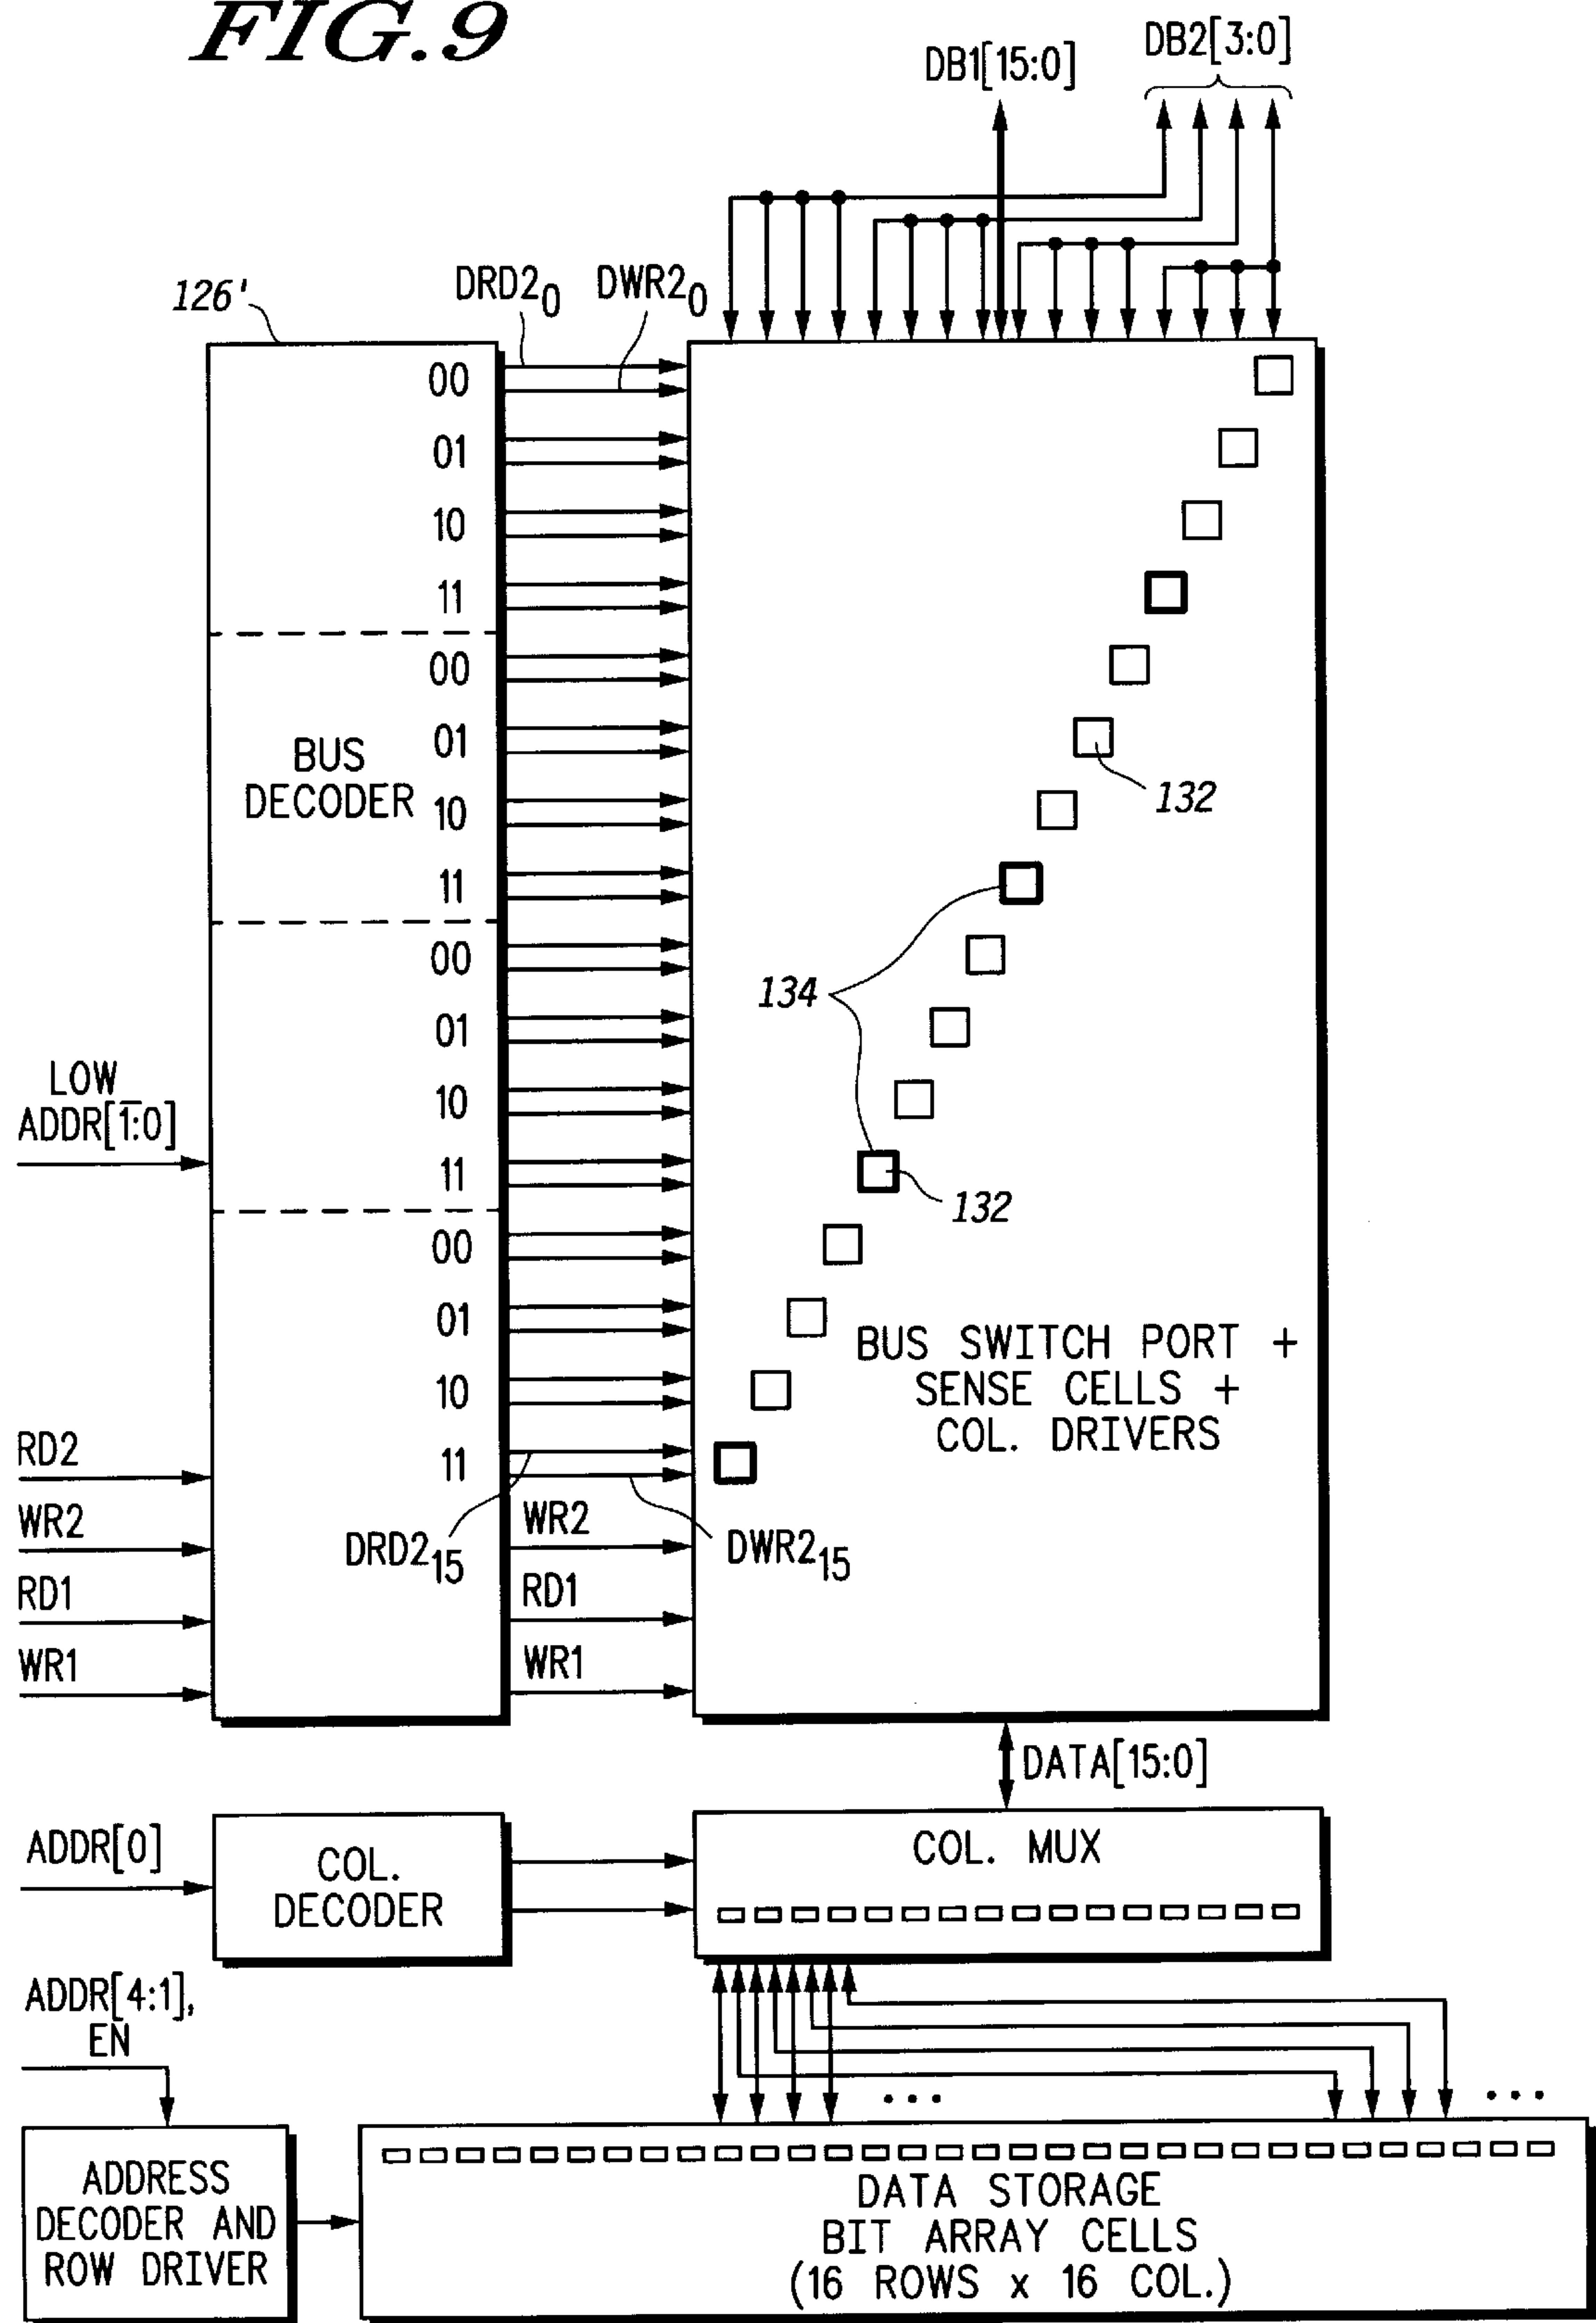 FIG.9
DB1[15:0]
DB2[3:0]
126'
DRD2₀
DWR2₀
00
01
10
11
00
01
10
11
00
01
10
11
00
01
10
11
BUS
DECODER
132
134
132
LOW
ADDR[1:0]
BUS SWITCH PORT +
SENSE CELLS +
COL. DRIVERS
RD2
WR2
RD1
WR1
DRD2₁₅
WR2
DWR2₁₅
RD1
WR1
DATA[15:0]
ADDR[0]
COL.
DECODER
COL. MUX
ADDR[4:1],
EN
• • •
• • •
ADDRESS
DECODER AND
ROW DRIVER
DATA STORAGE
BIT ARRAY CELLS
(16 ROWS x 16 COL.)